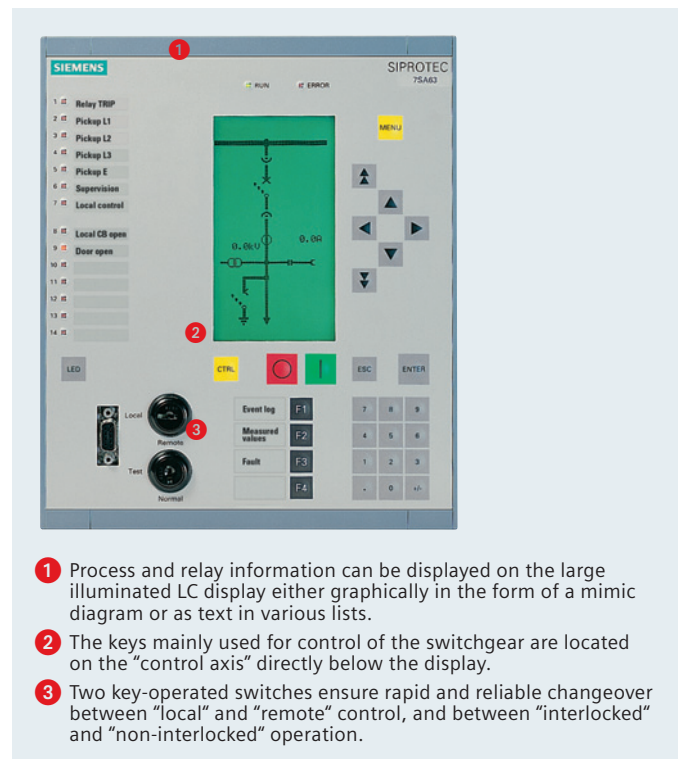 1
SIEMENS
SIPROTEC
7SA63
RUN ERROR
1 Relay TRIP
2 Pickup L1
3 Pickup L2
4 Pickup L3
5 Pickup E
6 Supervision
7 Local control
8 Local CB open
9 Door open
10
11
12
13
14
MENU
0.0kV
0.0A
2
LED
CTRL
ESC
ENTER
Local
Remote
3
Test
Normal
Event log F1
Measured
values F2
Fault F3
F4
7 8 9
4 5 6
1 2 3
. 0 +/-
1 Process and relay information can be displayed on the large
illuminated LC display either graphically in the form of a mimic
diagram or as text in various lists.
2 The keys mainly used for control of the switchgear are located
on the “control axis” directly below the display.
3 Two key-operated switches ensure rapid and reliable changeover
between “local“ and “remote“ control, and between “interlocked“
and “non-interlocked“ operation.